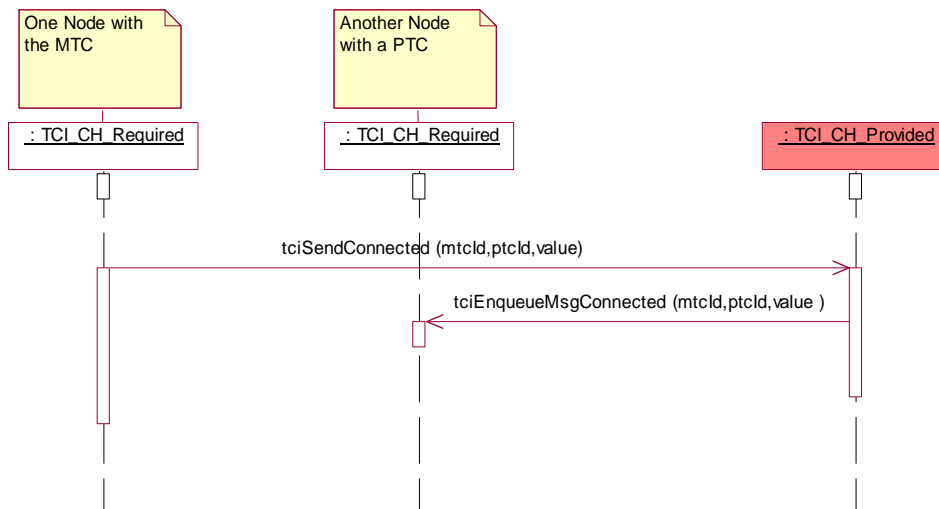 One Node with
the MTC
Another Node
with a PTC
: TCI_CH_Required
: TCI_CH_Required
: TCI_CH_Provided
tciSendConnected (mtcId,ptcId,value)
tciEnqueueMsgConnected (mtcId,ptcId,value )